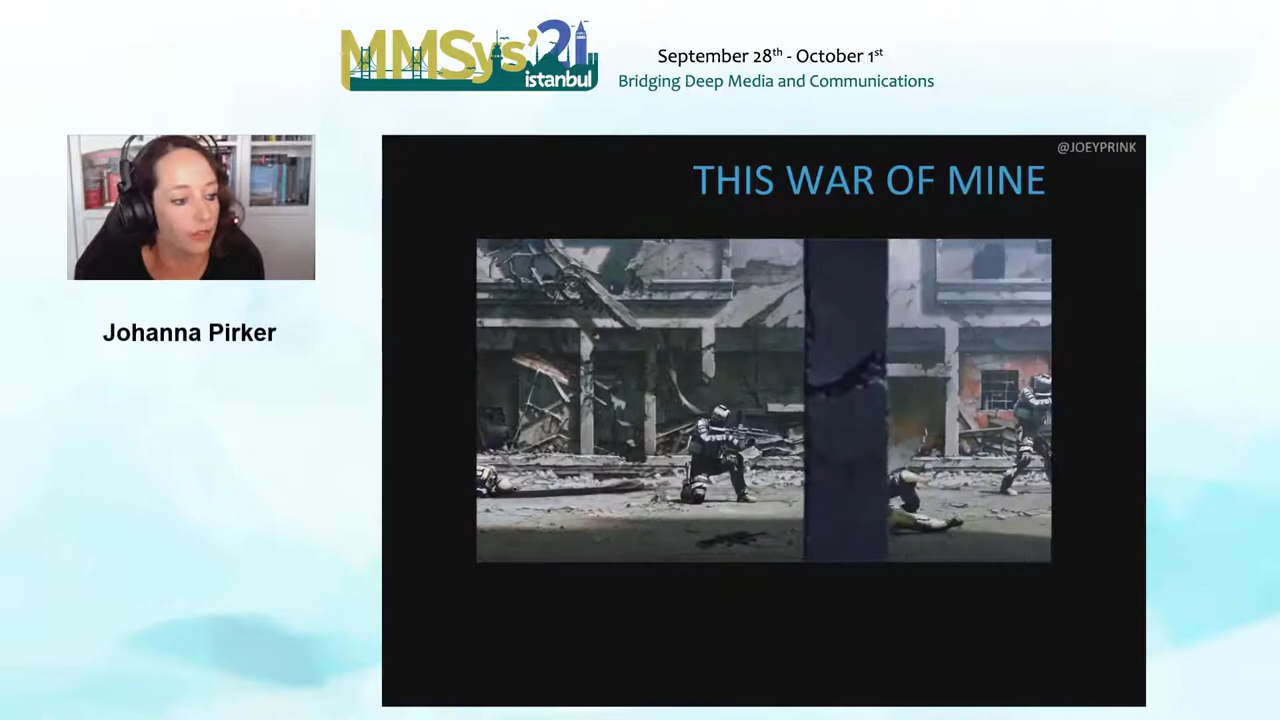 MMSys'21
istanbul
September 28th - October 1st
Bridging Deep Media and Communications
@JOEYPRINK
THIS WAR OF MINE
Johanna Pirker